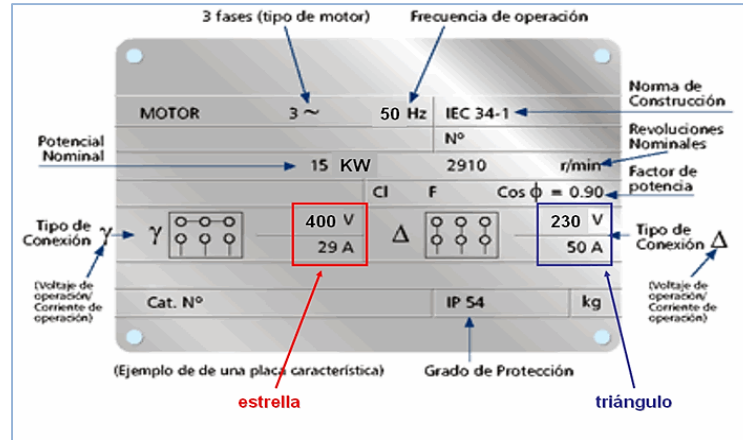 3 fases (tipo de motor)
Frecuencia de operación
MOTOR 3 ~ 50 Hz IEC 34-1
Norma de
Construcción
Nº
Potencial
Nominal
15 KW 2910 r/min
Revoluciones
Nominales
Cl F Cos ϕ = 0.90
Factor de
potencia
Tipo de
Conexión γ
γ 400 V
29 A
Δ 230 V
50 A
Tipo de
Conexión Δ
(Voltaje de
operación/
Corriente de
operación)
(Voltaje de
operación/
Corriente de
operación)
Cat. Nº IP 54 kg
(Ejemplo de de una placa característica)
Grado de Protección
estrella
triángulo